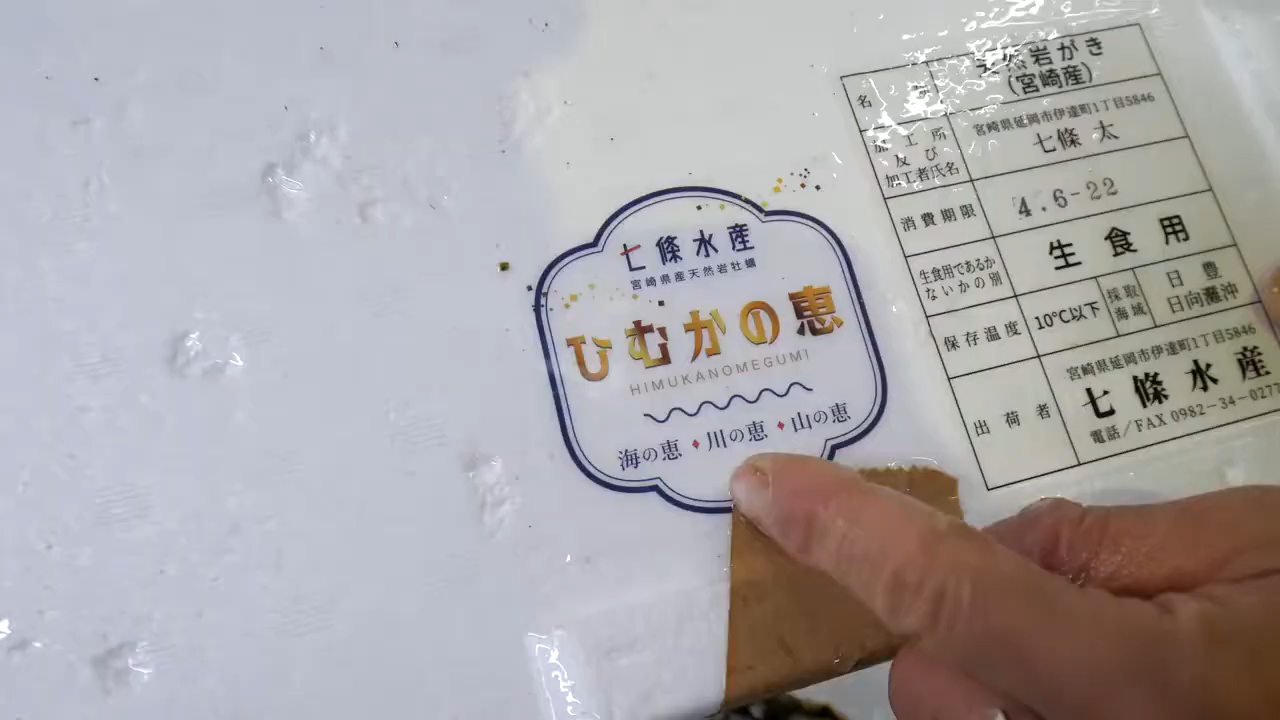 七條水産
宮崎県産天然岩牡蠣
ひむかの恵
HIMUKANOMEGUMI
海の恵♦川の恵♦山の恵
天然岩がき
(宮崎産)
名
加工所
及び
加工者氏名
宮崎県延岡市伊達町1丁目5846
七條 太
消費期限
4.6-22
生食用であるか
ないかの別
生食用
保存温度
10℃以下
採取
海域
日豊
日向灘沖
出荷者
宮崎県延岡市伊達町1丁目5846
七條水産
電話/FAX 0982-34-0277